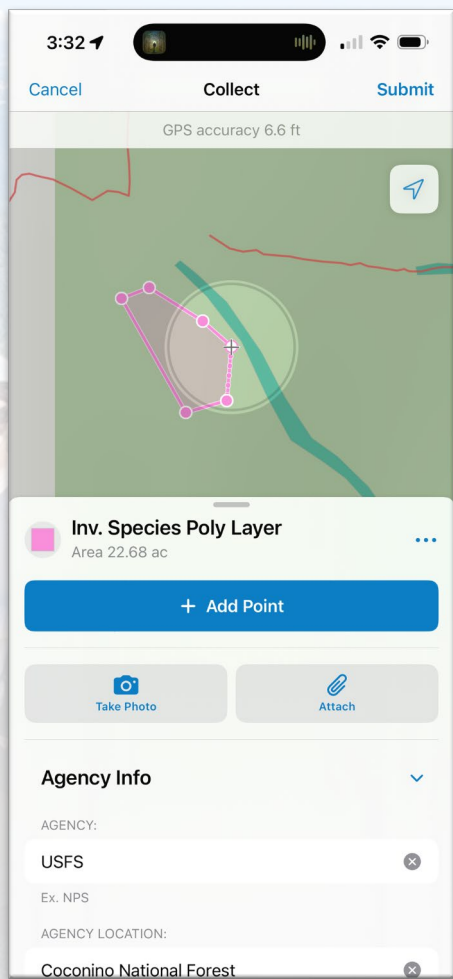 3:32
Cancel
Collect
Submit
GPS accuracy 6.6 ft
Inv. Species Poly Layer
Area 22.68 ac
+ Add Point
Take Photo
Attach
Agency Info
AGENCY:
USFS
Ex. NPS
AGENCY LOCATION:
Coconino National Forest